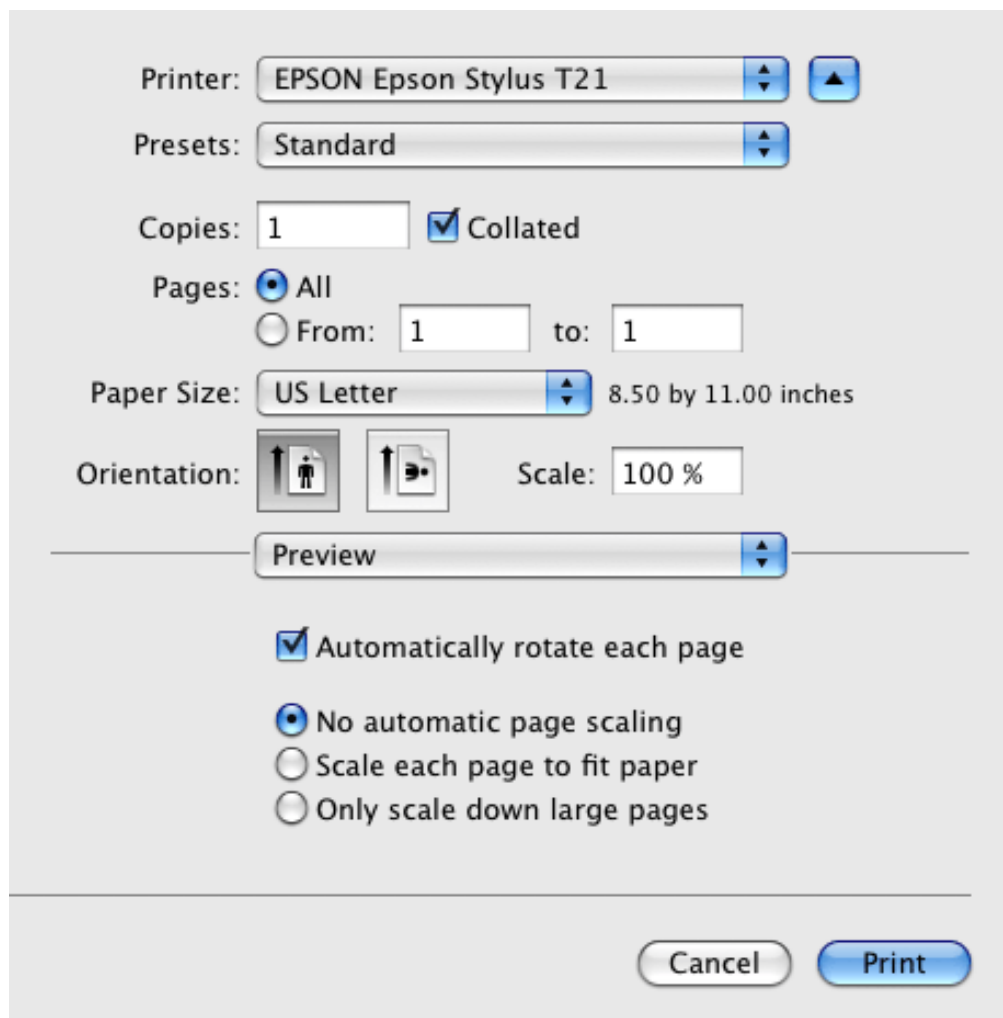 Printer: EPSON Epson Stylus T21
Presets: Standard
Copies: 1 Collated
Pages: All
From: 1 to: 1
Paper Size: US Letter 8.50 by 11.00 inches
Orientation: Scale: 100 %
Preview
Automatically rotate each page
No automatic page scaling
Scale each page to fit paper
Only scale down large pages
Cancel Print